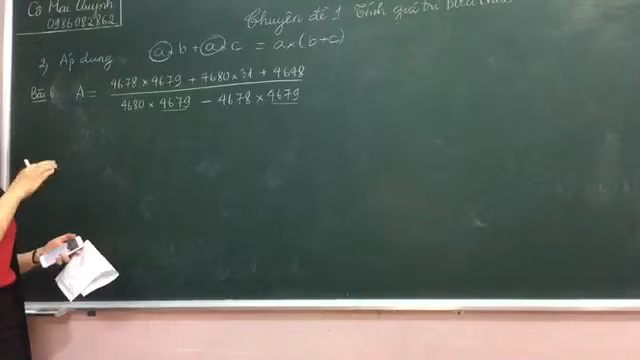 Cô Mai Quỳnh
0986082862
Chuyên đề 1 Tính giá trị biểu
2, Áp dụng a × b + a × c = a × (b + c)
Bài 6 A =
4678 × 4679 + 4680 × 31 + 4648
4680 × 4679 − 4678 × 4679